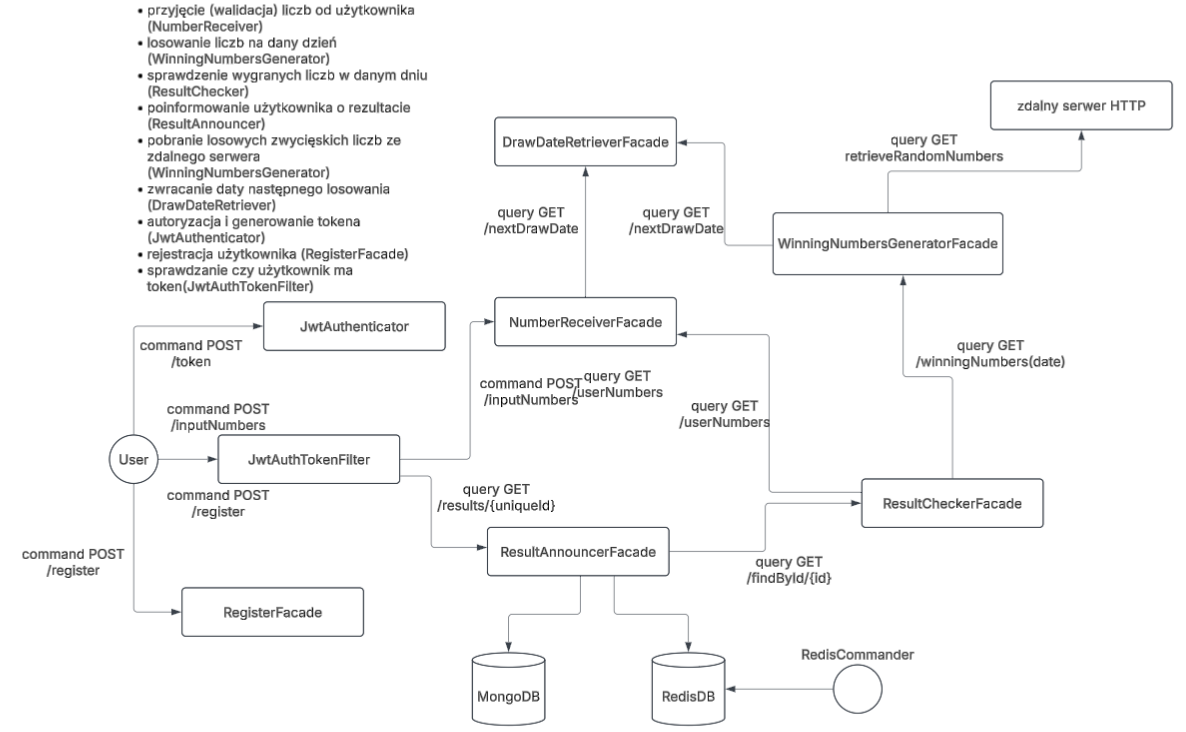 • przyjęcie (walidacja) liczb od użytkownika
(NumberReceiver)
• losowanie liczb na dany dzień
(WinningNumbersGenerator)
• sprawdzenie wygranych liczb w danym dniu
(ResultChecker)
• poinformowanie użytkownika o rezultacie
(ResultAnnouncer)
• pobranie losowych zwycięskich liczb ze
zdalnego serwera
(WinningNumbersGenerator)
• zwracanie daty następnego losowania
(DrawDateRetriever)
• autoryzacja i generowanie tokena
(JwtAuthenticator)
• rejestracja użytkownika (RegisterFacade)
• sprawdzanie czy użytkownik ma
token(JwtAuthTokenFilter)
zdalny serwer HTTP
DrawDateRetrieverFacade
query GET
retrieveRandomNumbers
query GET
/nextDrawDate
query GET
/nextDrawDate
WinningNumbersGeneratorFacade
JwtAuthenticator
NumberReceiverFacade
command POST
/token
query GET
/winningNumbers(date)
command POST
/inputNumbers
query GET
/userNumbers
command POST
/inputNumbers
query GET
/userNumbers
User
JwtAuthTokenFilter
command POST
/register
query GET
/results/{uniqueId}
ResultCheckerFacade
command POST
/register
ResultAnnouncerFacade
query GET
/findById/{id}
RegisterFacade
RedisCommander
MongoDB
RedisDB